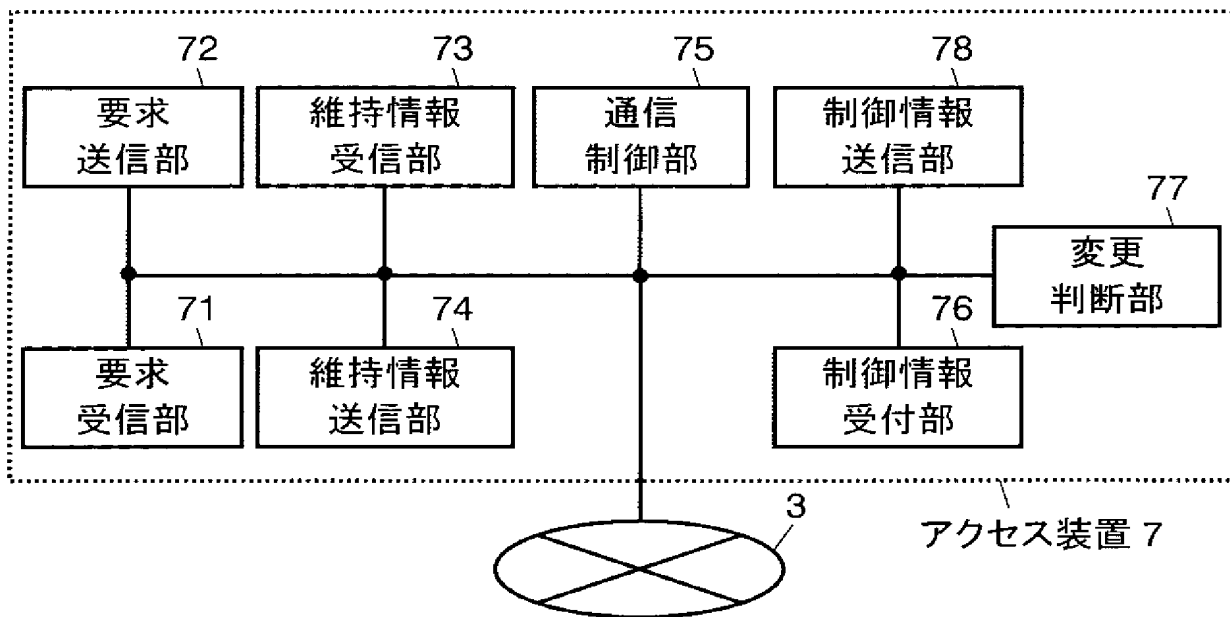 72
73
75
78
要求
送信部
維持情報
受信部
通信
制御部
制御情報
送信部
77
変更
判断部
71
74
76
要求
受信部
維持情報
送信部
制御情報
受付部
3
アクセス装置 7